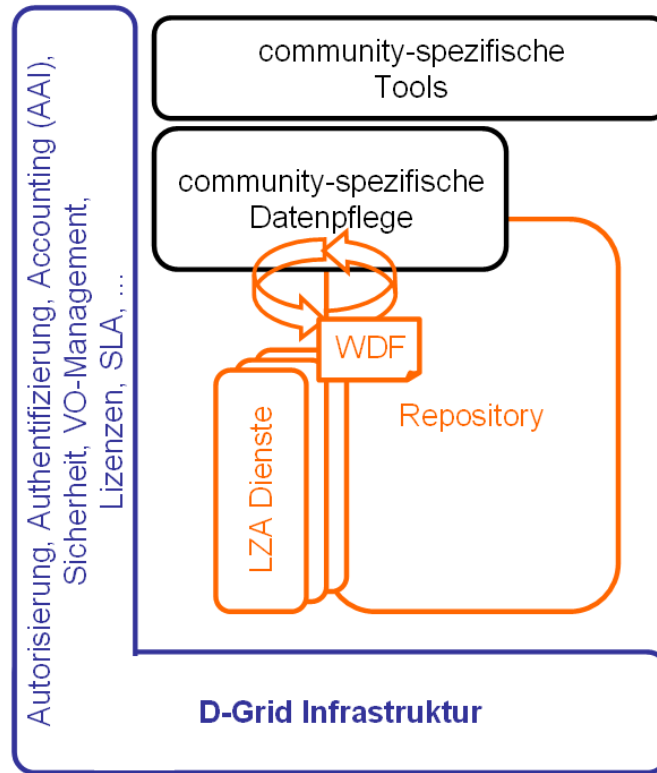 Autorisierung, Authentifizierung, Accounting (AAI),
Sicherheit, VO-Management,
Lizenzen, SLA, ...
community-spezifische
Tools
community-spezifische
Datenpflege
WDF
Repository
LZA Dienste
D-Grid Infrastruktur